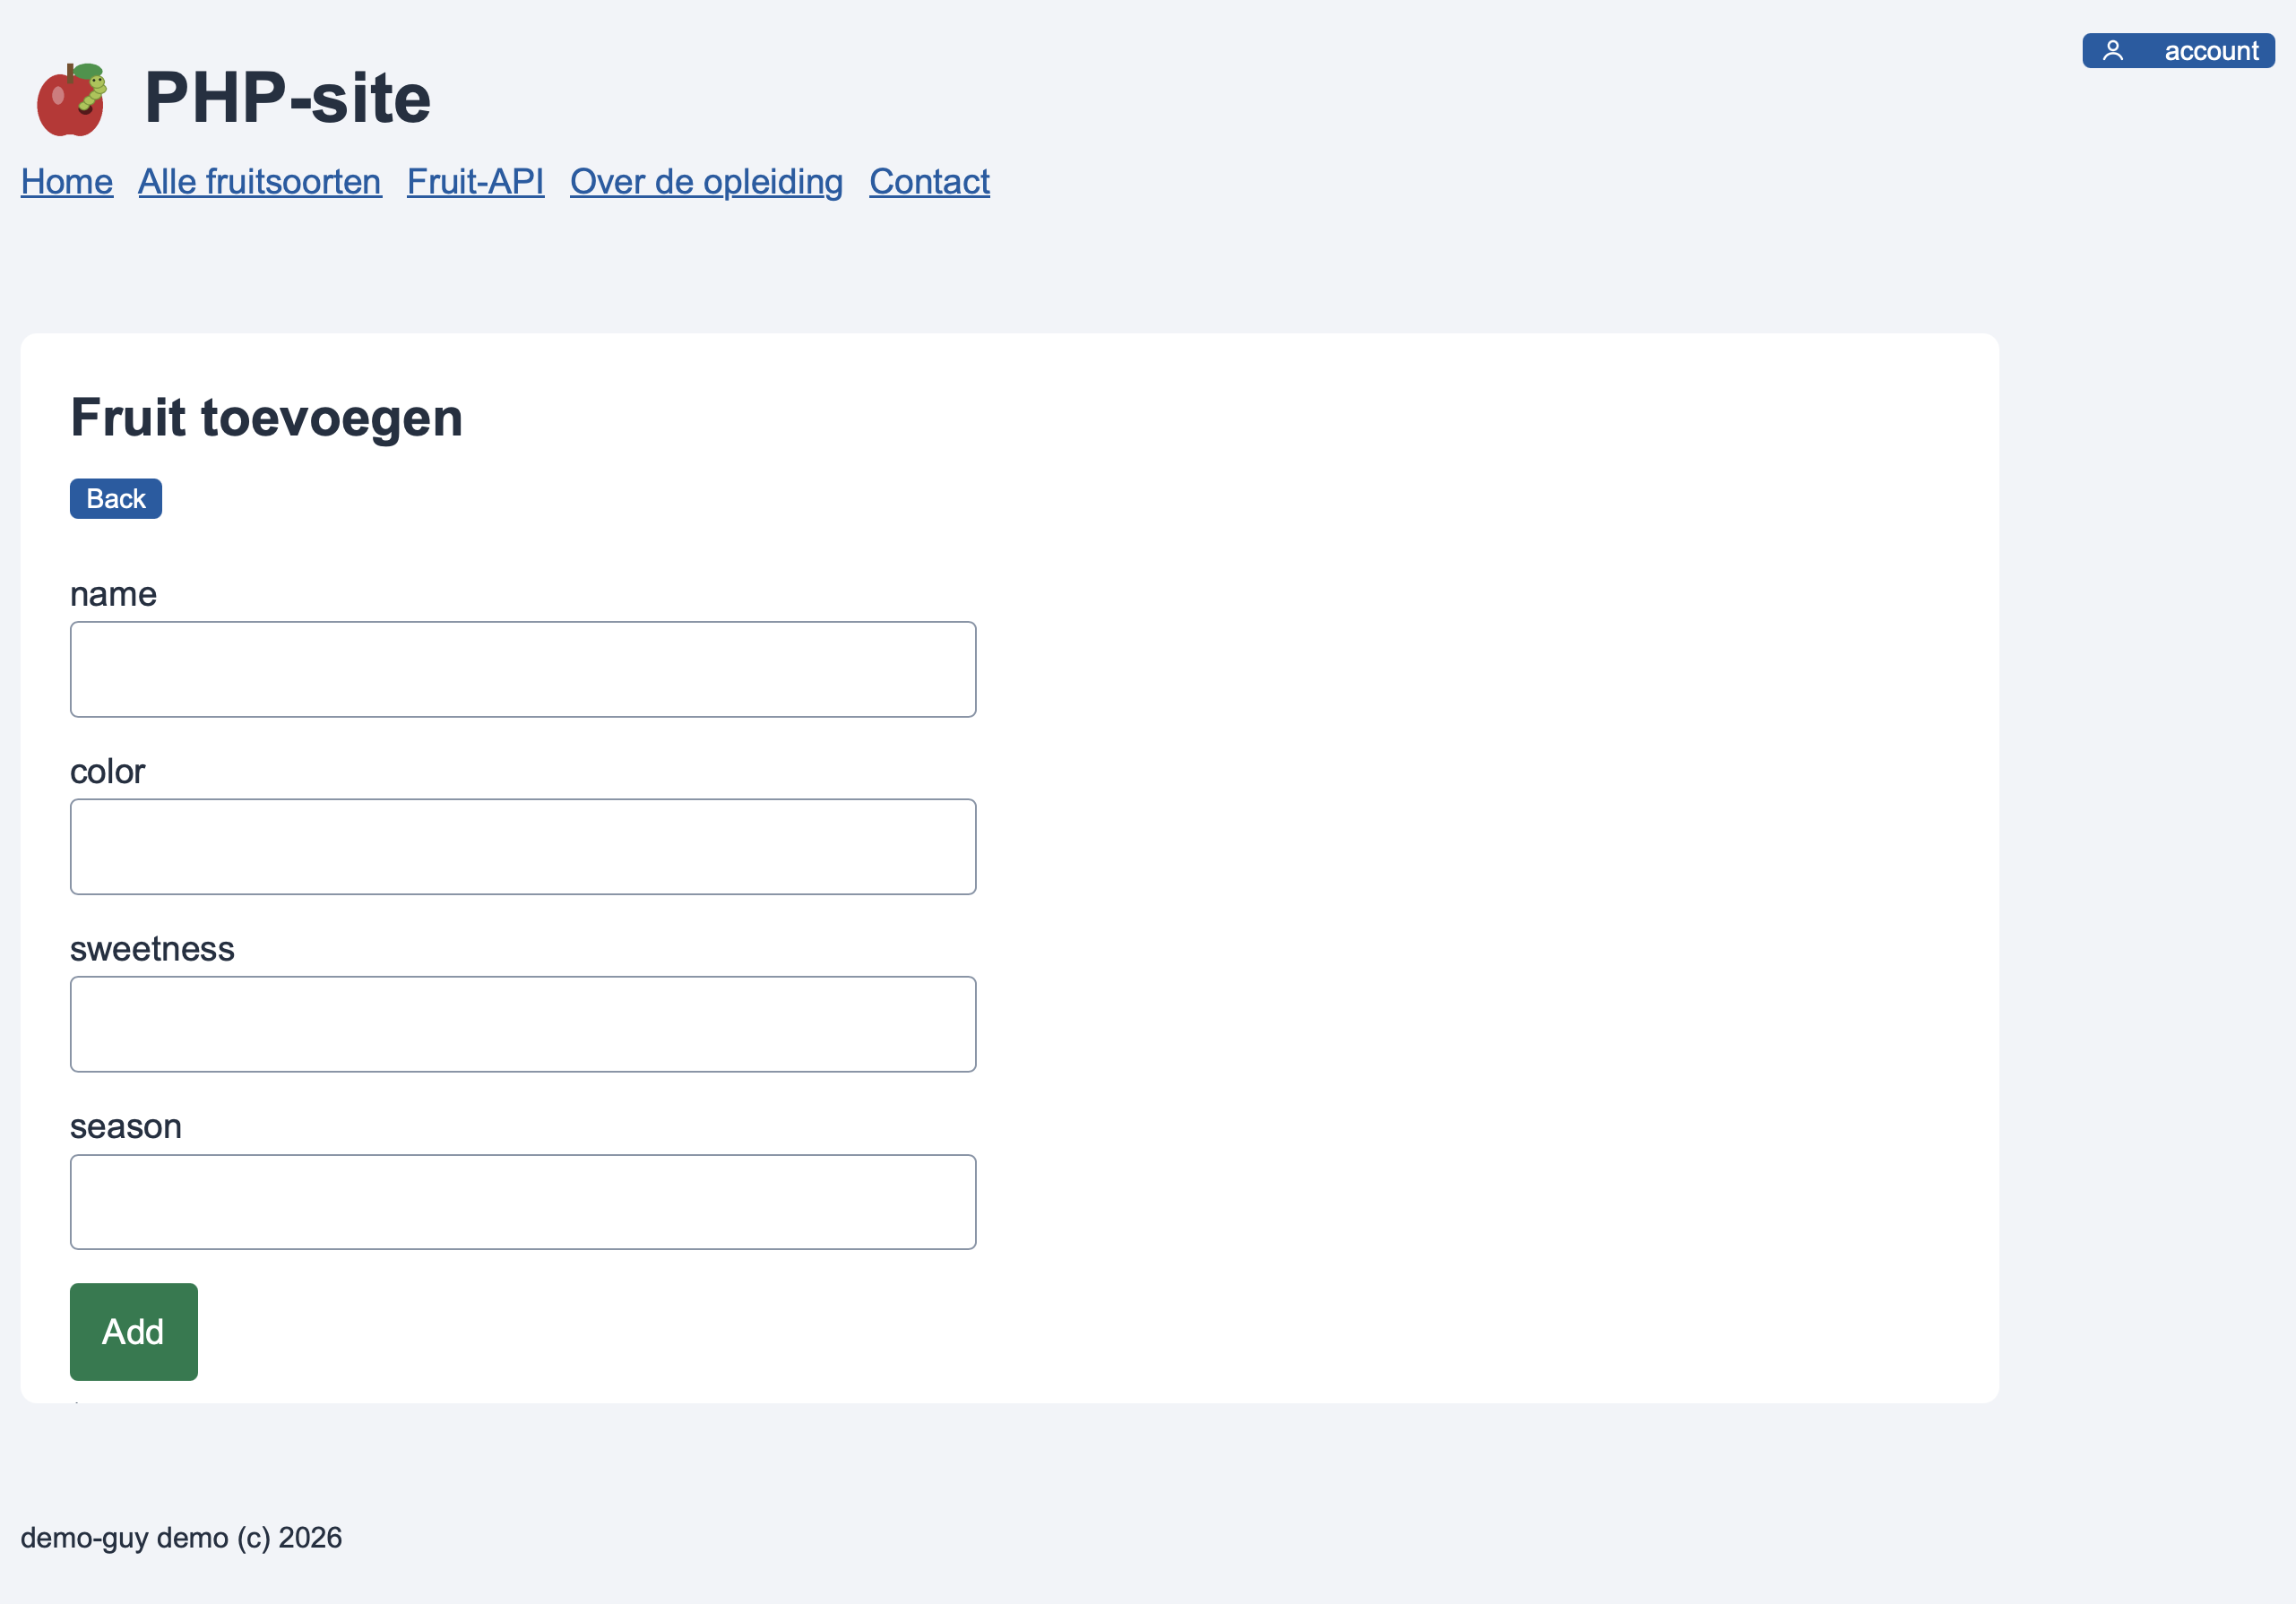 account
PHP-site
Home Alle fruitsoorten Fruit-API Over de opleiding Contact
Fruit toevoegen
Back
name
color
sweetness
season
Add
demo-guy demo (c) 2026